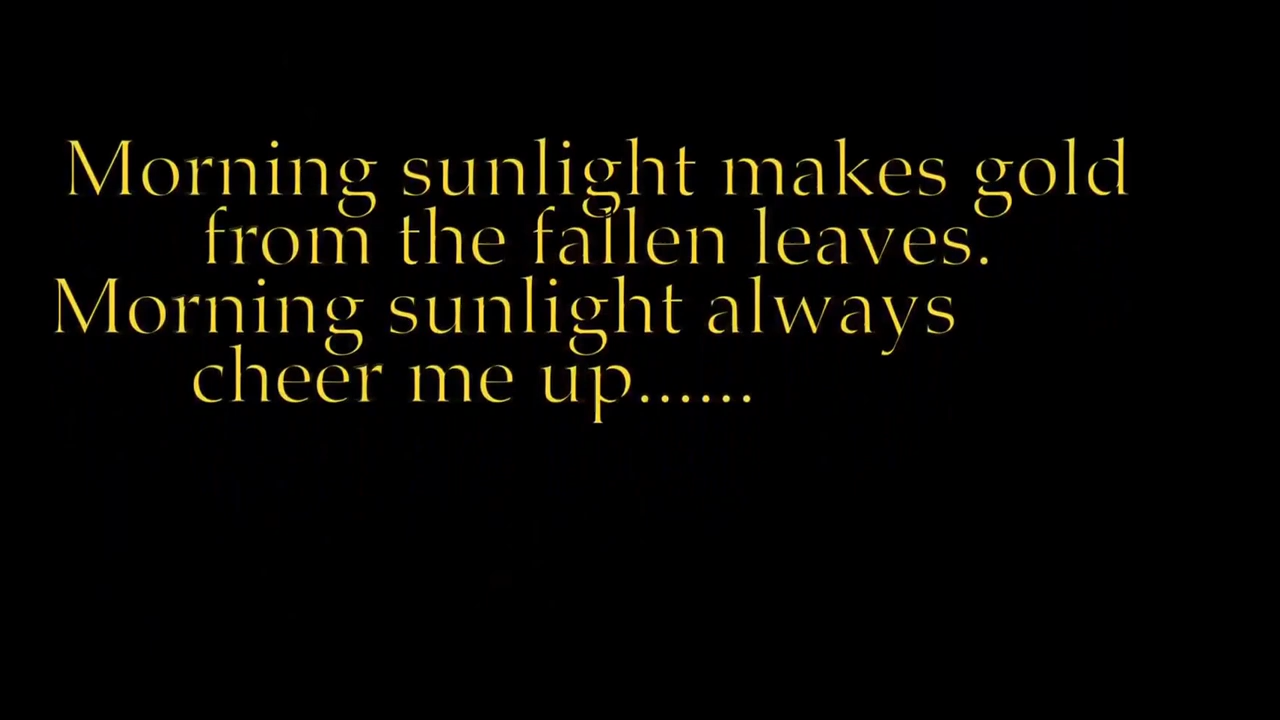 Morning sunlight makes gold
from the fallen leaves.
Morning sunlight always
cheer me up......